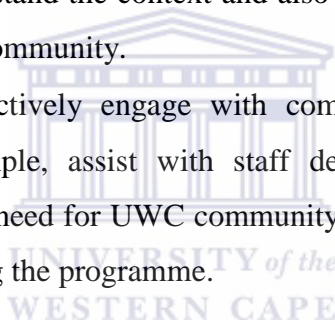 stand the context and also
ommunity.
ctively engage with com
ple, assist with staff de
need for UWC community
g the programme.
UNIVERSITY of the
WESTERN CAPE